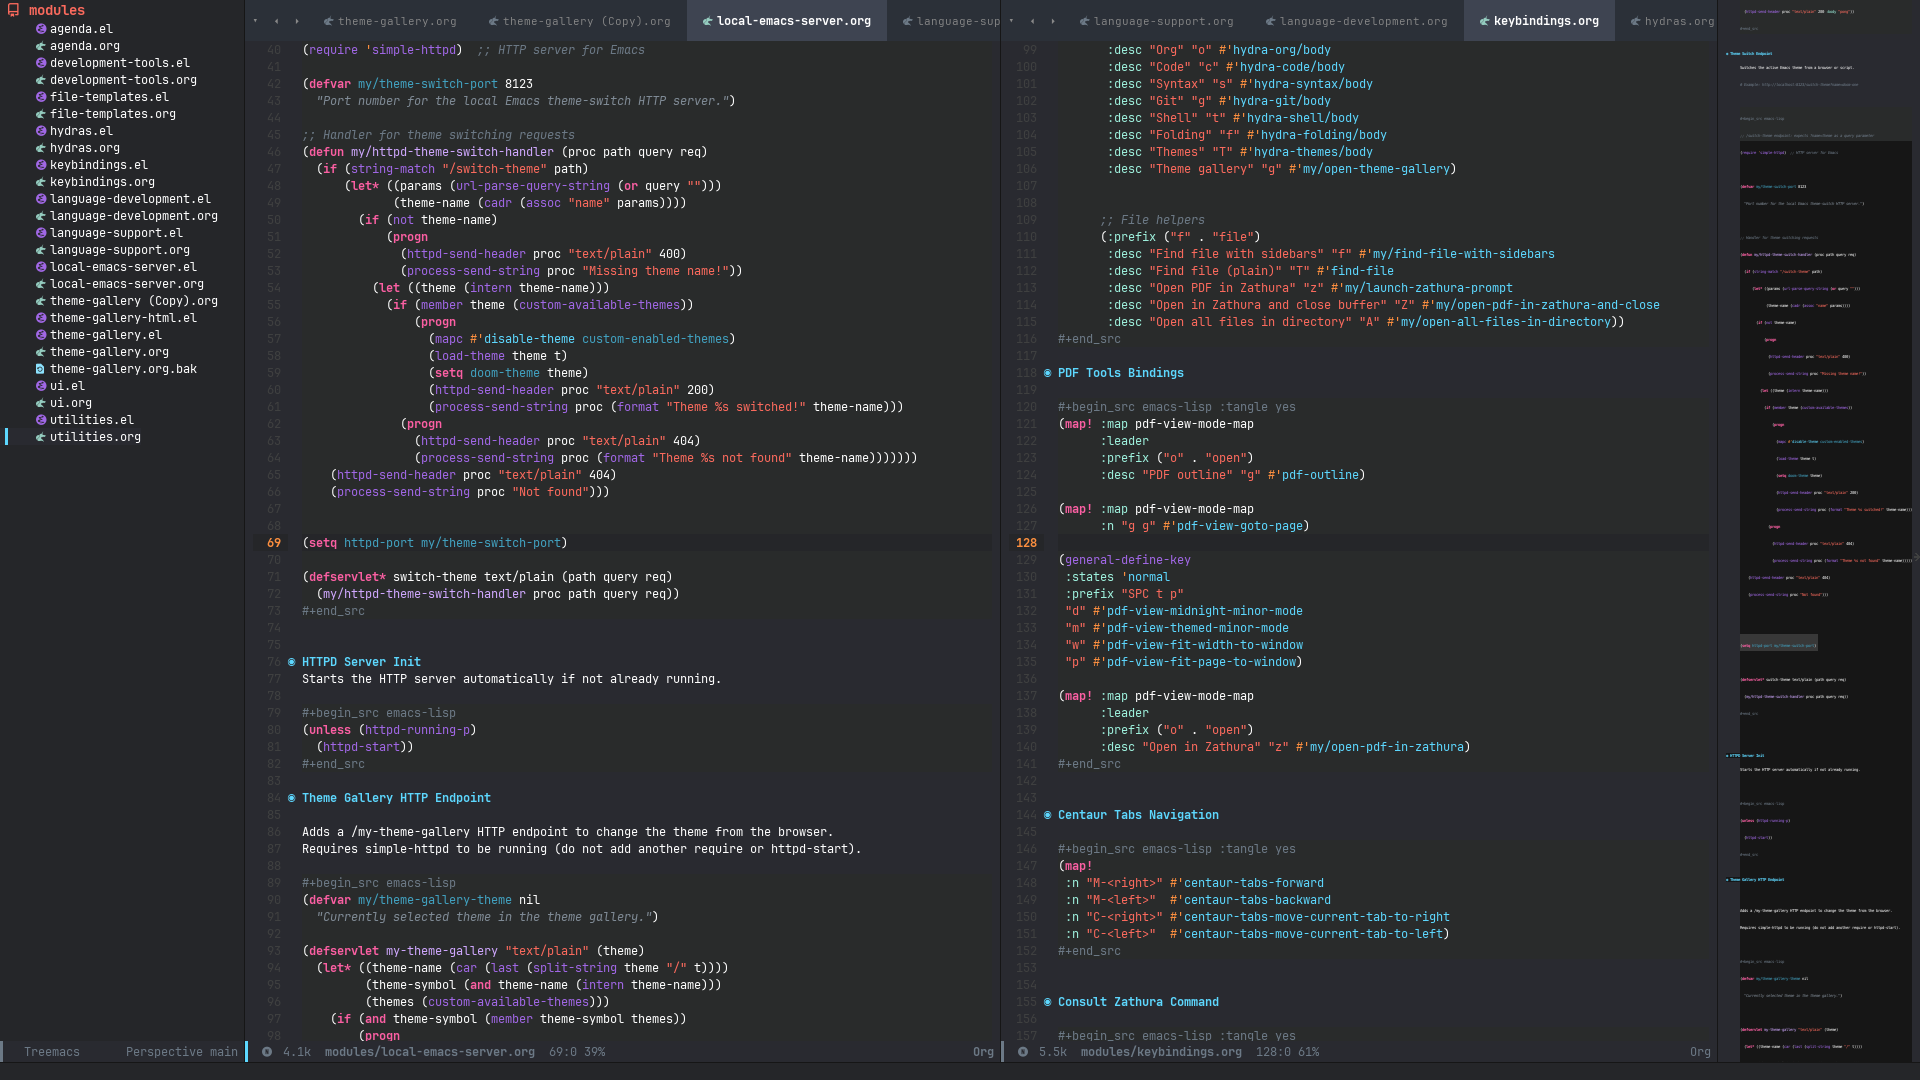 modules
agenda.el
agenda.org
development-tools.el
development-tools.org
file-templates.el
file-templates.org
hydras.el
hydras.org
keybindings.el
keybindings.org
language-development.el
language-development.org
language-support.el
language-support.org
local-emacs-server.el
local-emacs-server.org
theme-gallery (Copy).org
theme-gallery-html.el
theme-gallery.el
theme-gallery.org
theme-gallery.org.bak
ui.el
ui.org
utilities.el
utilities.org
Treemacs Perspective main
theme-gallery.org theme-gallery (Copy).org local-emacs-server.org language-sup
40 (require 'simple-httpd)  ;; HTTP server for Emacs
41
42 (defvar my/theme-switch-port 8123
43   "Port number for the local Emacs theme-switch HTTP server.")
44
45 ;; Handler for theme switching requests
46 (defun my/httpd-theme-switch-handler (proc path query req)
47   (if (string-match "/switch-theme" path)
48       (let* ((params (url-parse-query-string (or query "")))
49              (theme-name (cadr (assoc "name" params))))
50         (if (not theme-name)
51             (progn
52               (httpd-send-header proc "text/plain" 400)
53               (process-send-string proc "Missing theme name!"))
54           (let ((theme (intern theme-name)))
55             (if (member theme (custom-available-themes))
56                 (progn
57                   (mapc #'disable-theme custom-enabled-themes)
58                   (load-theme theme t)
59                   (setq doom-theme theme)
60                   (httpd-send-header proc "text/plain" 200)
61                   (process-send-string proc (format "Theme %s switched!" theme-name)))
62               (progn
63                 (httpd-send-header proc "text/plain" 404)
64                 (process-send-string proc (format "Theme %s not found" theme-name)))))))
65     (httpd-send-header proc "text/plain" 404)
66     (process-send-string proc "Not found")))
67
68
69 (setq httpd-port my/theme-switch-port)
70
71 (defservlet* switch-theme text/plain (path query req)
72   (my/httpd-theme-switch-handler proc path query req))
73 #+end_src
74
75
76 ◉ HTTPD Server Init
77 Starts the HTTP server automatically if not already running.
78
79 #+begin_src emacs-lisp
80 (unless (httpd-running-p)
81   (httpd-start))
82 #+end_src
83
84 ◉ Theme Gallery HTTP Endpoint
85
86 Adds a /my-theme-gallery HTTP endpoint to change the theme from the browser.
87 Requires simple-httpd to be running (do not add another require or httpd-start).
88
89 #+begin_src emacs-lisp
90 (defvar my/theme-gallery-theme nil
91   "Currently selected theme in the theme gallery.")
92
93 (defservlet my-theme-gallery "text/plain" (theme)
94   (let* ((theme-name (car (last (split-string theme "/" t))))
95          (theme-symbol (and theme-name (intern theme-name)))
96          (themes (custom-available-themes)))
97     (if (and theme-symbol (member theme-symbol themes))
98         (progn
4.1k modules/local-emacs-server.org 69:0 39% Org
language-support.org language-development.org keybindings.org hydras.org
99        :desc "Org" "o" #'hydra-org/body
100       :desc "Code" "c" #'hydra-code/body
101       :desc "Syntax" "s" #'hydra-syntax/body
102       :desc "Git" "g" #'hydra-git/body
103       :desc "Shell" "t" #'hydra-shell/body
104       :desc "Folding" "f" #'hydra-folding/body
105       :desc "Themes" "T" #'hydra-themes/body
106       :desc "Theme gallery" "g" #'my/open-theme-gallery)
107
108
109      ;; File helpers
110      (:prefix ("f" . "file")
111       :desc "Find file with sidebars" "f" #'my/find-file-with-sidebars
112       :desc "Find file (plain)" "T" #'find-file
113       :desc "Open PDF in Zathura" "z" #'my/launch-zathura-prompt
114       :desc "Open in Zathura and close buffer" "Z" #'my/open-pdf-in-zathura-and-close
115       :desc "Open all files in directory" "A" #'my/open-all-files-in-directory))
116 #+end_src
117
118 ◉ PDF Tools Bindings
119
120 #+begin_src emacs-lisp :tangle yes
121 (map! :map pdf-view-mode-map
122       :leader
123       :prefix ("o" . "open")
124       :desc "PDF outline" "g" #'pdf-outline)
125
126 (map! :map pdf-view-mode-map
127       :n "g g" #'pdf-view-goto-page)
128
129 (general-define-key
130  :states 'normal
131  :prefix "SPC t p"
132  "d" #'pdf-view-midnight-minor-mode
133  "m" #'pdf-view-themed-minor-mode
134  "w" #'pdf-view-fit-width-to-window
135  "p" #'pdf-view-fit-page-to-window)
136
137 (map! :map pdf-view-mode-map
138       :leader
139       :prefix ("o" . "open")
140       :desc "Open in Zathura" "z" #'my/open-pdf-in-zathura)
141 #+end_src
142
143
144 ◉ Centaur Tabs Navigation
145
146 #+begin_src emacs-lisp :tangle yes
147 (map!
148  :n "M-<right>" #'centaur-tabs-forward
149  :n "M-<left>"  #'centaur-tabs-backward
150  :n "C-<right>" #'centaur-tabs-move-current-tab-to-right
151  :n "C-<left>"  #'centaur-tabs-move-current-tab-to-left)
152 #+end_src
153
154
155 ◉ Consult Zathura Command
156
157 #+begin_src emacs-lisp :tangle yes
5.5k modules/keybindings.org 128:0 61% Org